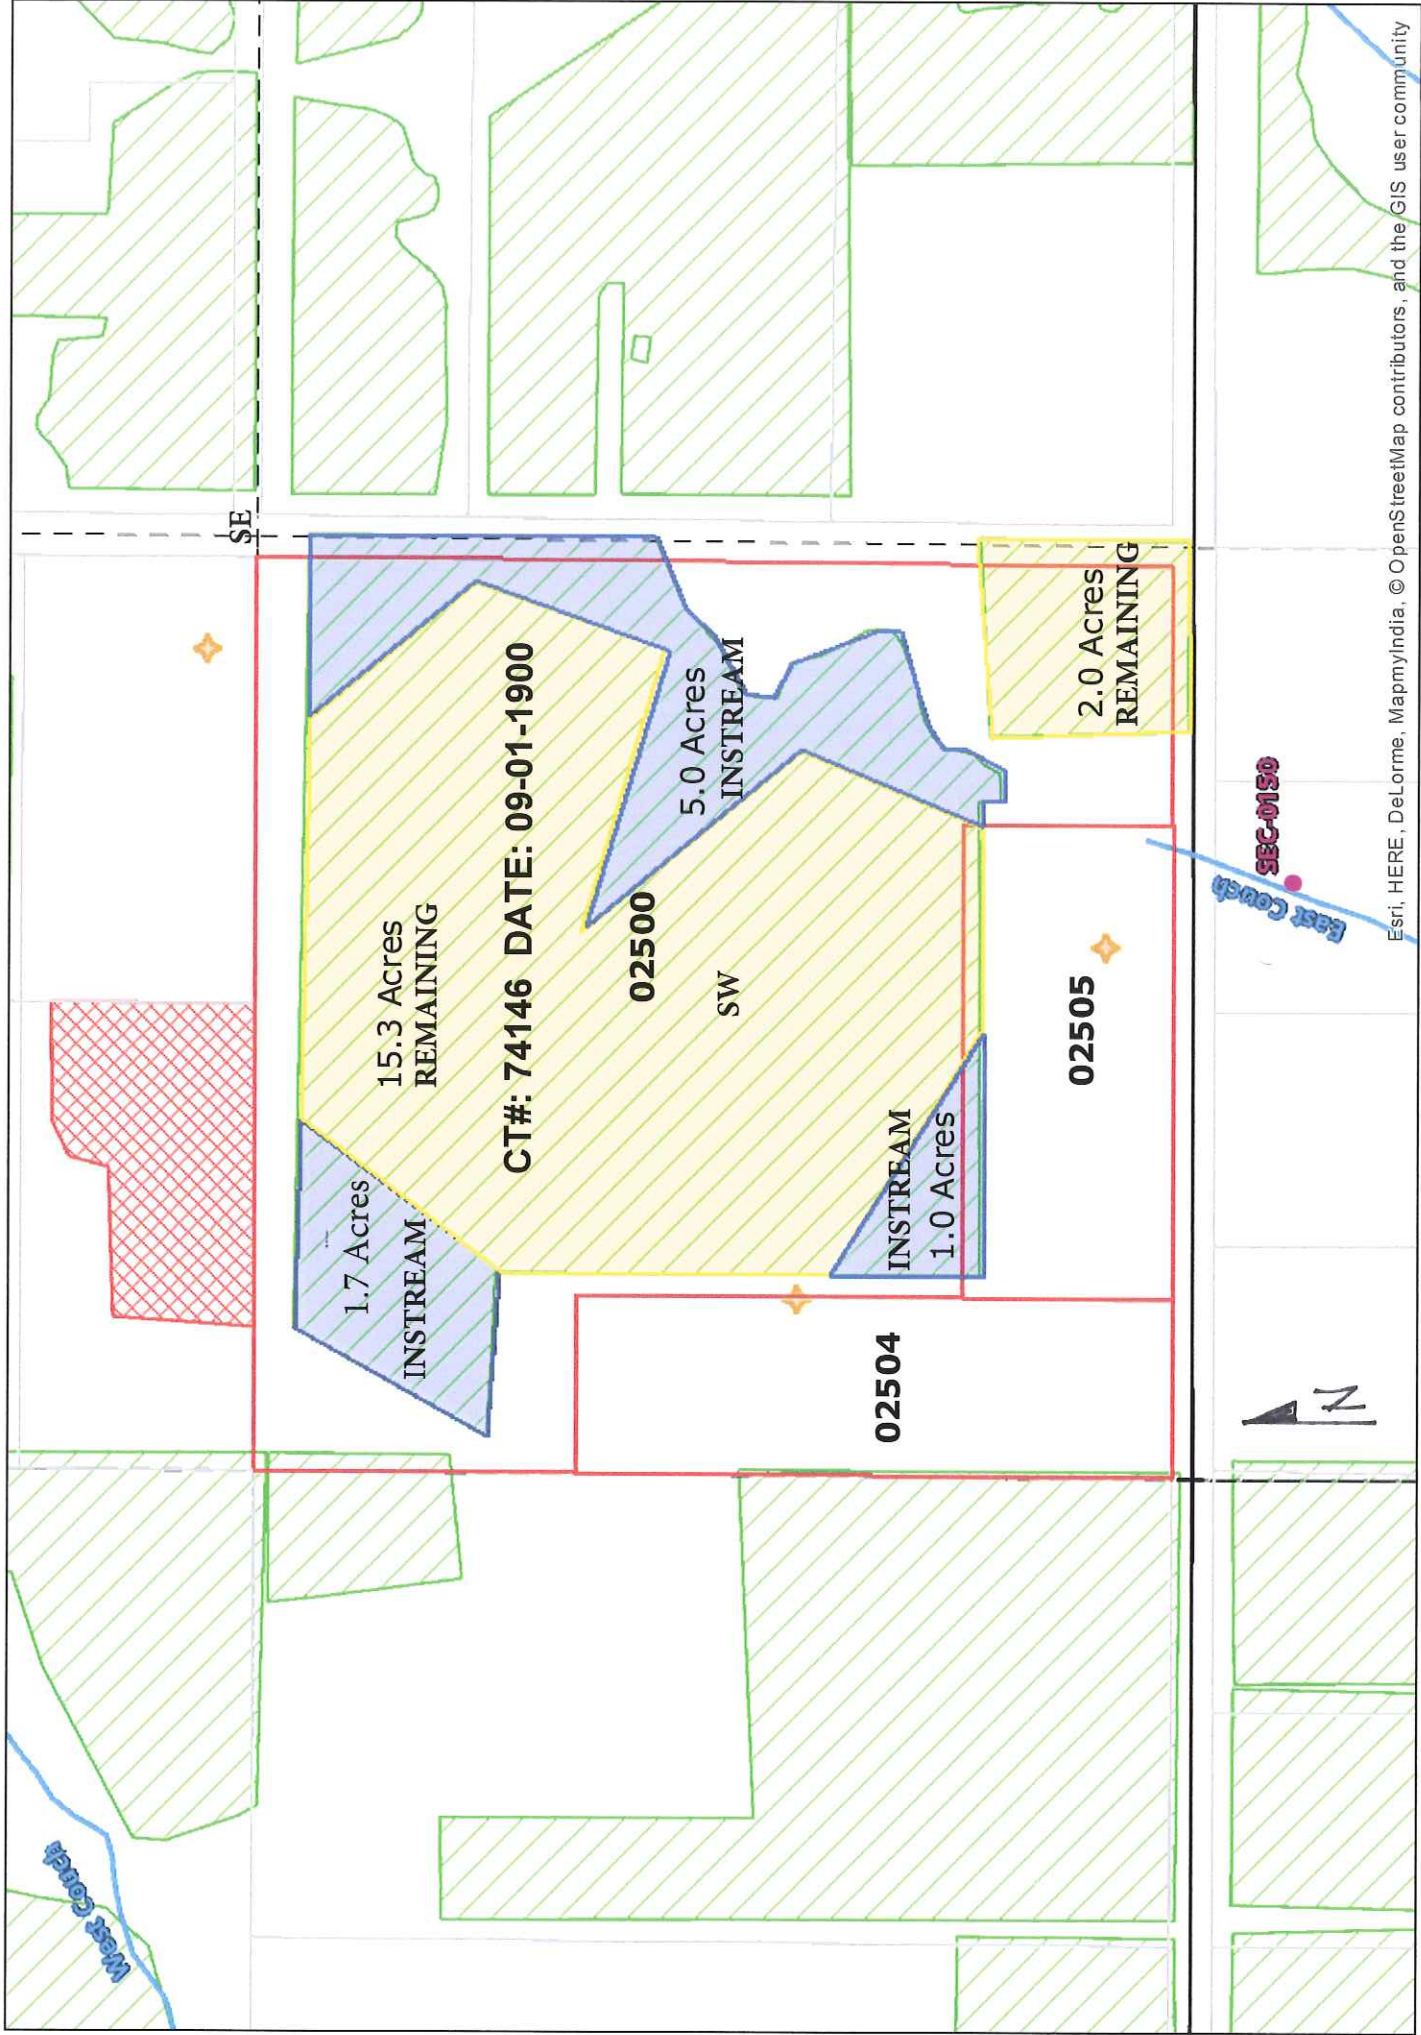 SE
15.3 Acres
REMAINING
CT#: 74146 DATE: 09-01-1900
02500
SW
5.0 Acres
INSTREAM
1.7 Acres
INSTREAM
INSTREAM
1.0 Acres
2.0 Acres
REMAINING
02504
02505
West Couch
East Couch
SEC-0150
N
Esri, HERE, DeLorme, MapmyIndia, © OpenStreetMap contributors, and the GIS user community